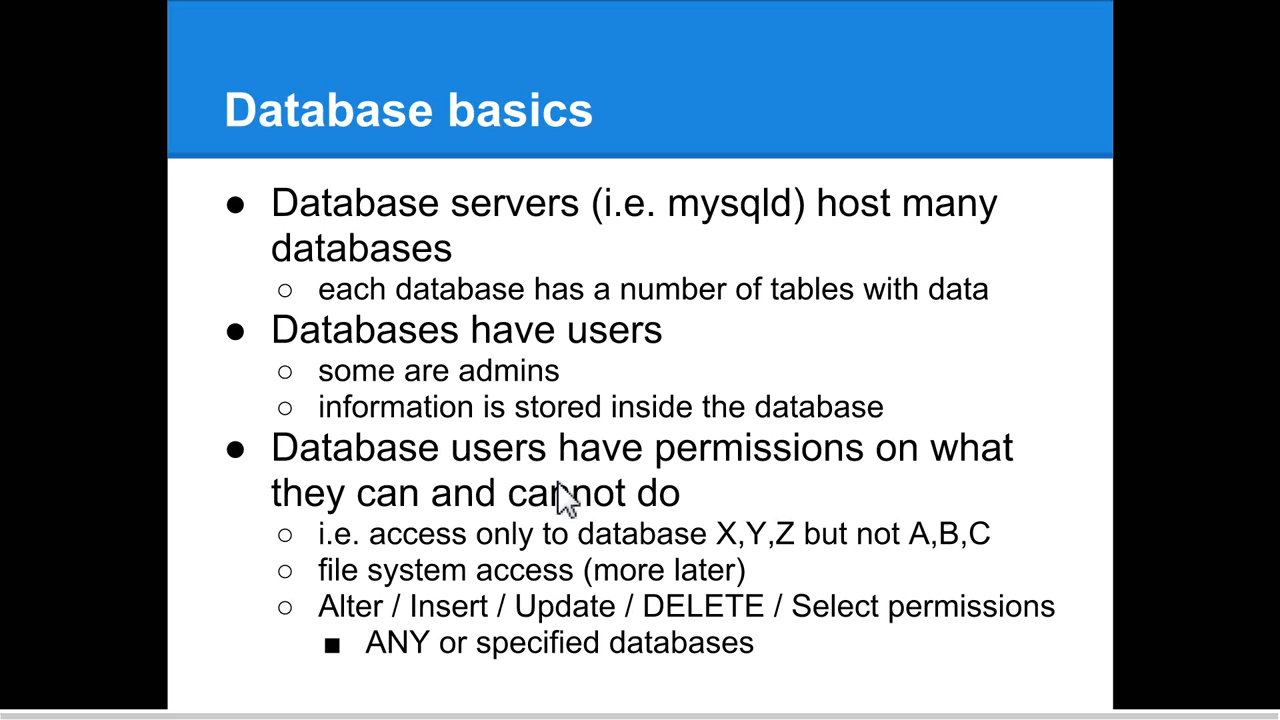 Database basics
● Database servers (i.e. mysqld) host many
databases
○ each database has a number of tables with data
● Databases have users
○ some are admins
○ information is stored inside the database
● Database users have permissions on what
they can and cannot do
○ i.e. access only to database X,Y,Z but not A,B,C
○ file system access (more later)
○ Alter / Insert / Update / DELETE / Select permissions
■ ANY or specified databases